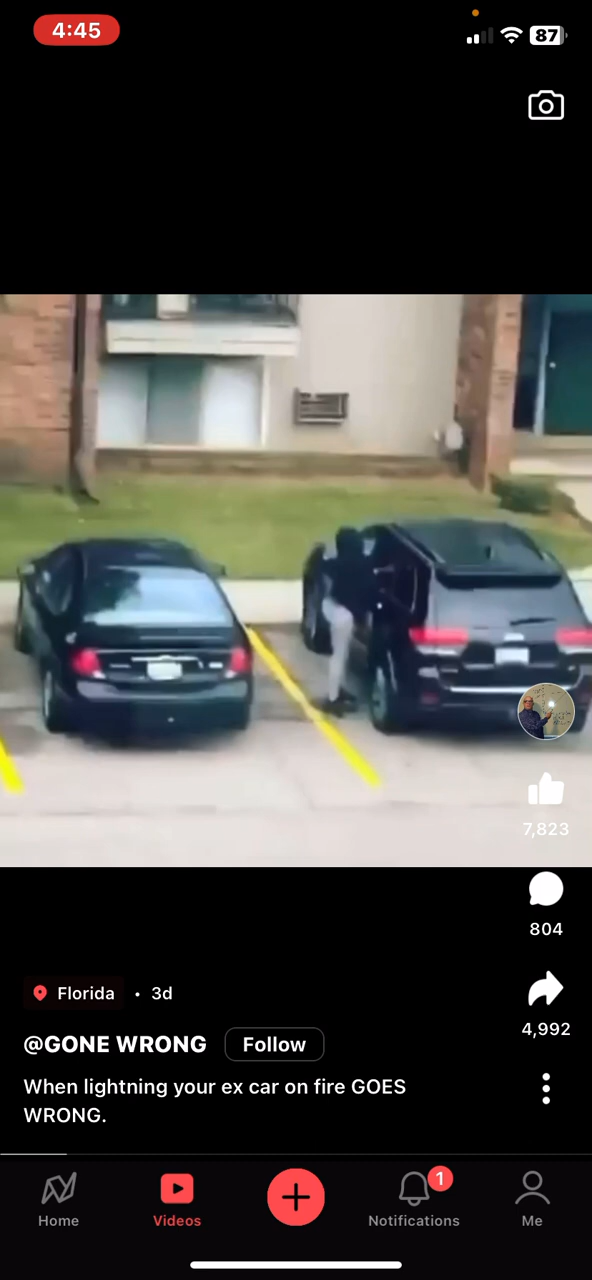 4:45
87
7,823
804
Florida • 3d
4,992
@GONE WRONG Follow
When lightning your ex car on fire GOES
WRONG.
Home
Videos
1
Notifications
Me